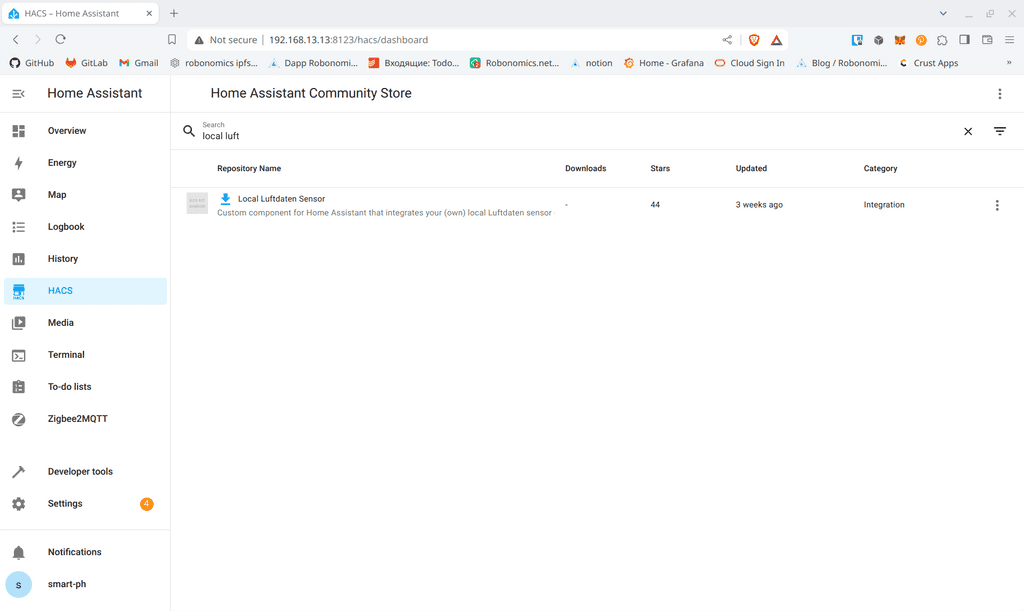 HACS – Home Assistant
Not secure
192.168.13.13:8123/hacs/dashboard
GitHub
GitLab
Gmail
robonomics ipfs...
Dapp Robonomi...
Входящие: Todo...
Robonomics.net...
notion
Home - Grafana
Cloud Sign In
Blog / Robonomi...
Crust Apps
»
Home Assistant
Home Assistant Community Store
Search
local luft
Overview
Energy
Map
Logbook
History
HACS
Media
Terminal
To-do lists
Zigbee2MQTT
Developer tools
Settings
4
Notifications
s
smart-ph
Repository Name
Downloads
Stars
Updated
Category
Local Luftdaten Sensor
Custom component for Home Assistant that integrates your (own) local Luftdaten sensor
-
44
3 weeks ago
Integration